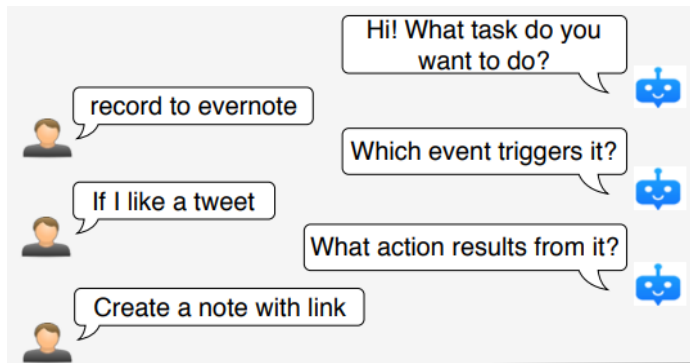 Hi! What task do you
want to do?
record to evernote
Which event triggers it?
If I like a tweet
What action results from it?
Create a note with link